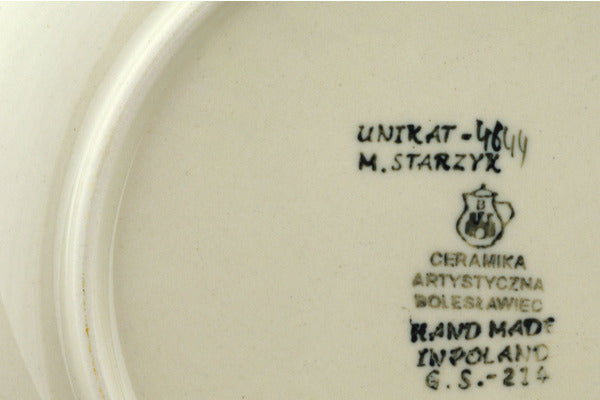 UNIKAT-4644
M. STARZYK
B
CERAMIKA
ARTYSTYCZNA
BOLESŁAWIEC
HAND MADE
IN POLAND
G.S.-214